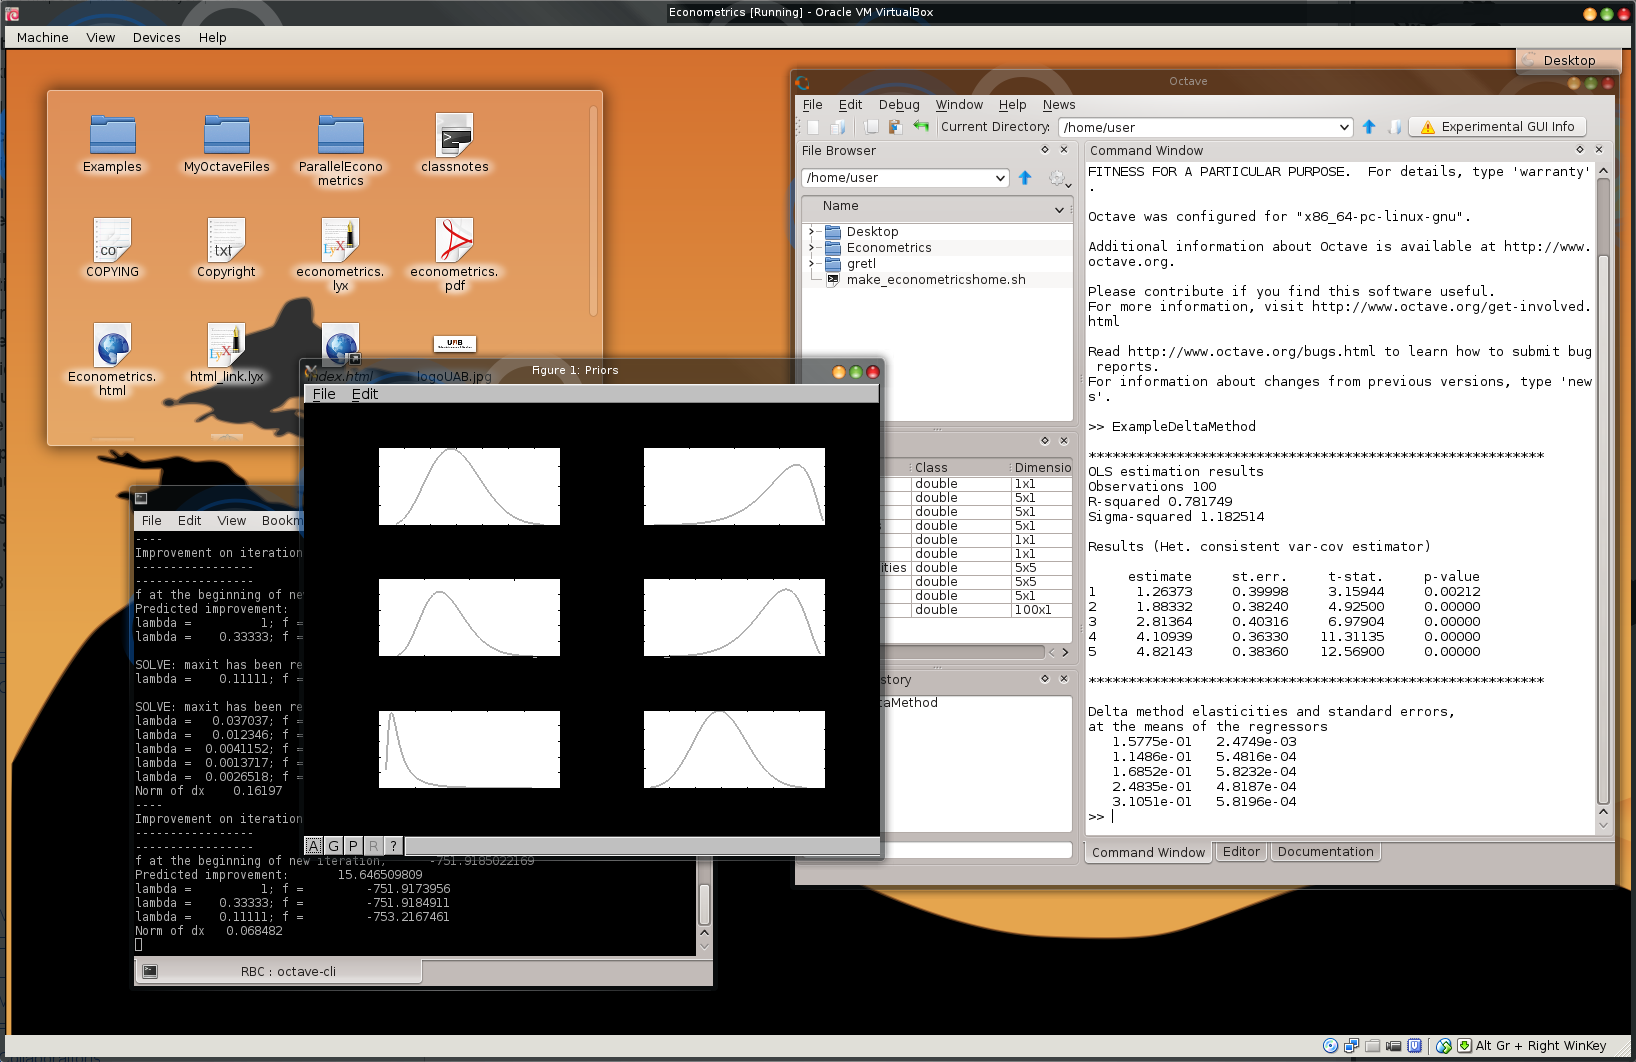 Econometrics [Running] - Oracle VM VirtualBox
Machine View Devices Help
Desktop
Examples
MyOctaveFiles
ParallelEcono
metrics
classnotes
COPYING
Copyright
econometrics.
lyx
econometrics.
pdf
Econometrics.
html
html_link.lyx
index.html
logoUAB.jpg
Octave
File Edit Debug Window Help News
Current Directory: /home/user
Experimental GUI Info
File Browser
/home/user
Name
Desktop
Econometrics
gretl
make_econometricshome.sh
Class Dimensio
double 1x1
double 5x1
double 5x1
double 5x1
double 1x1
double 1x1
ities double 5x5
double 5x5
double 5x1
double 100x1
story
taMethod
Command Window
FITNESS FOR A PARTICULAR PURPOSE.  For details, type 'warranty'
.
Octave was configured for "x86_64-pc-linux-gnu".
Additional information about Octave is available at http://www.
octave.org.
Please contribute if you find this software useful.
For more information, visit http://www.octave.org/get-involved.
html
Read http://www.octave.org/bugs.html to learn how to submit bug
reports.
For information about changes from previous versions, type 'new
s'.
>> ExampleDeltaMethod
*********************************************************
OLS estimation results
Observations 100
R-squared 0.781749
Sigma-squared 1.182514
Results (Het. consistent var-cov estimator)
estimate st.err. t-stat. p-value
1 1.26373 0.39998 3.15944 0.00212
2 1.88332 0.38240 4.92500 0.00000
3 2.81364 0.40316 6.97904 0.00000
4 4.10939 0.36330 11.31135 0.00000
5 4.82143 0.38360 12.56900 0.00000
*********************************************************
Delta method elasticities and standard errors,
at the means of the regressors
1.5775e-01 2.4749e-03
1.1486e-01 5.4816e-04
1.6852e-01 5.8232e-04
2.4835e-01 4.8187e-04
3.1051e-01 5.8196e-04
>>
Command Window Editor Documentation
Figure 1: Priors
File Edit
A G P R ?
File Edit View Bookm
----
Improvement on iteration
-----------------
-----------------
f at the beginning of new
Predicted improvement:
lambda = 1; f =
lambda = 0.33333; f =
SOLVE: maxit has been re
lambda = 0.11111; f =
SOLVE: maxit has been re
lambda = 0.037037; f =
lambda = 0.012346; f =
lambda = 0.0041152; f =
lambda = 0.0013717; f =
lambda = 0.0026518; f =
Norm of dx 0.16197
----
Improvement on iteration
-----------------
-----------------
f at the beginning of new iteration, -751.9185022169
Predicted improvement: 15.646509809
lambda = 1; f = -751.9173956
lambda = 0.33333; f = -751.9184911
lambda = 0.11111; f = -753.2167461
Norm of dx 0.068482
RBC : octave-cli
Alt Gr + Right WinKey